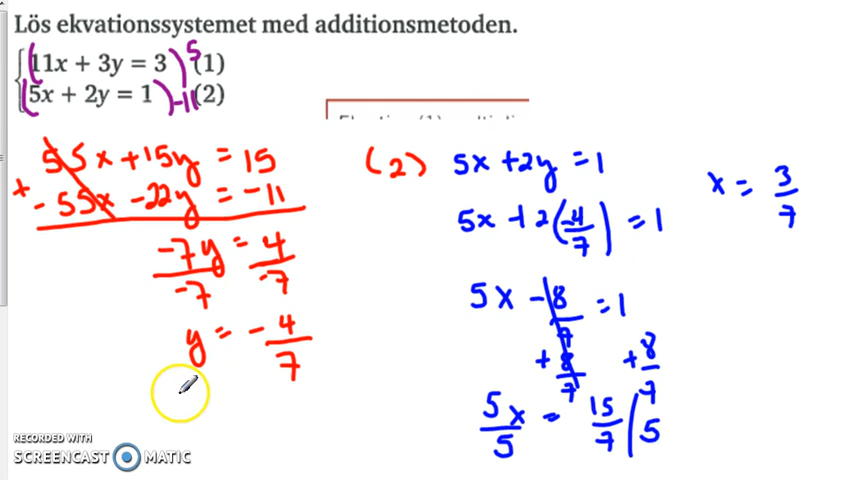 Lös ekvationssystemet med additionsmetoden.
(11x + 3y = 3)5 (1)
(5x + 2y = 1)-11 (2)
55x + 15y = 15
+ -55x - 22y = -11
-7y/-7 = 4/-7
y = -4/7
(2) 5x + 2y = 1
5x + 2(-4/7) = 1
5x - 8/7 = 1
+8/7 +8/7
5x/5 = 15/7 / 5
x = 3/7
RECORDED WITH
SCREENCAST MATIC